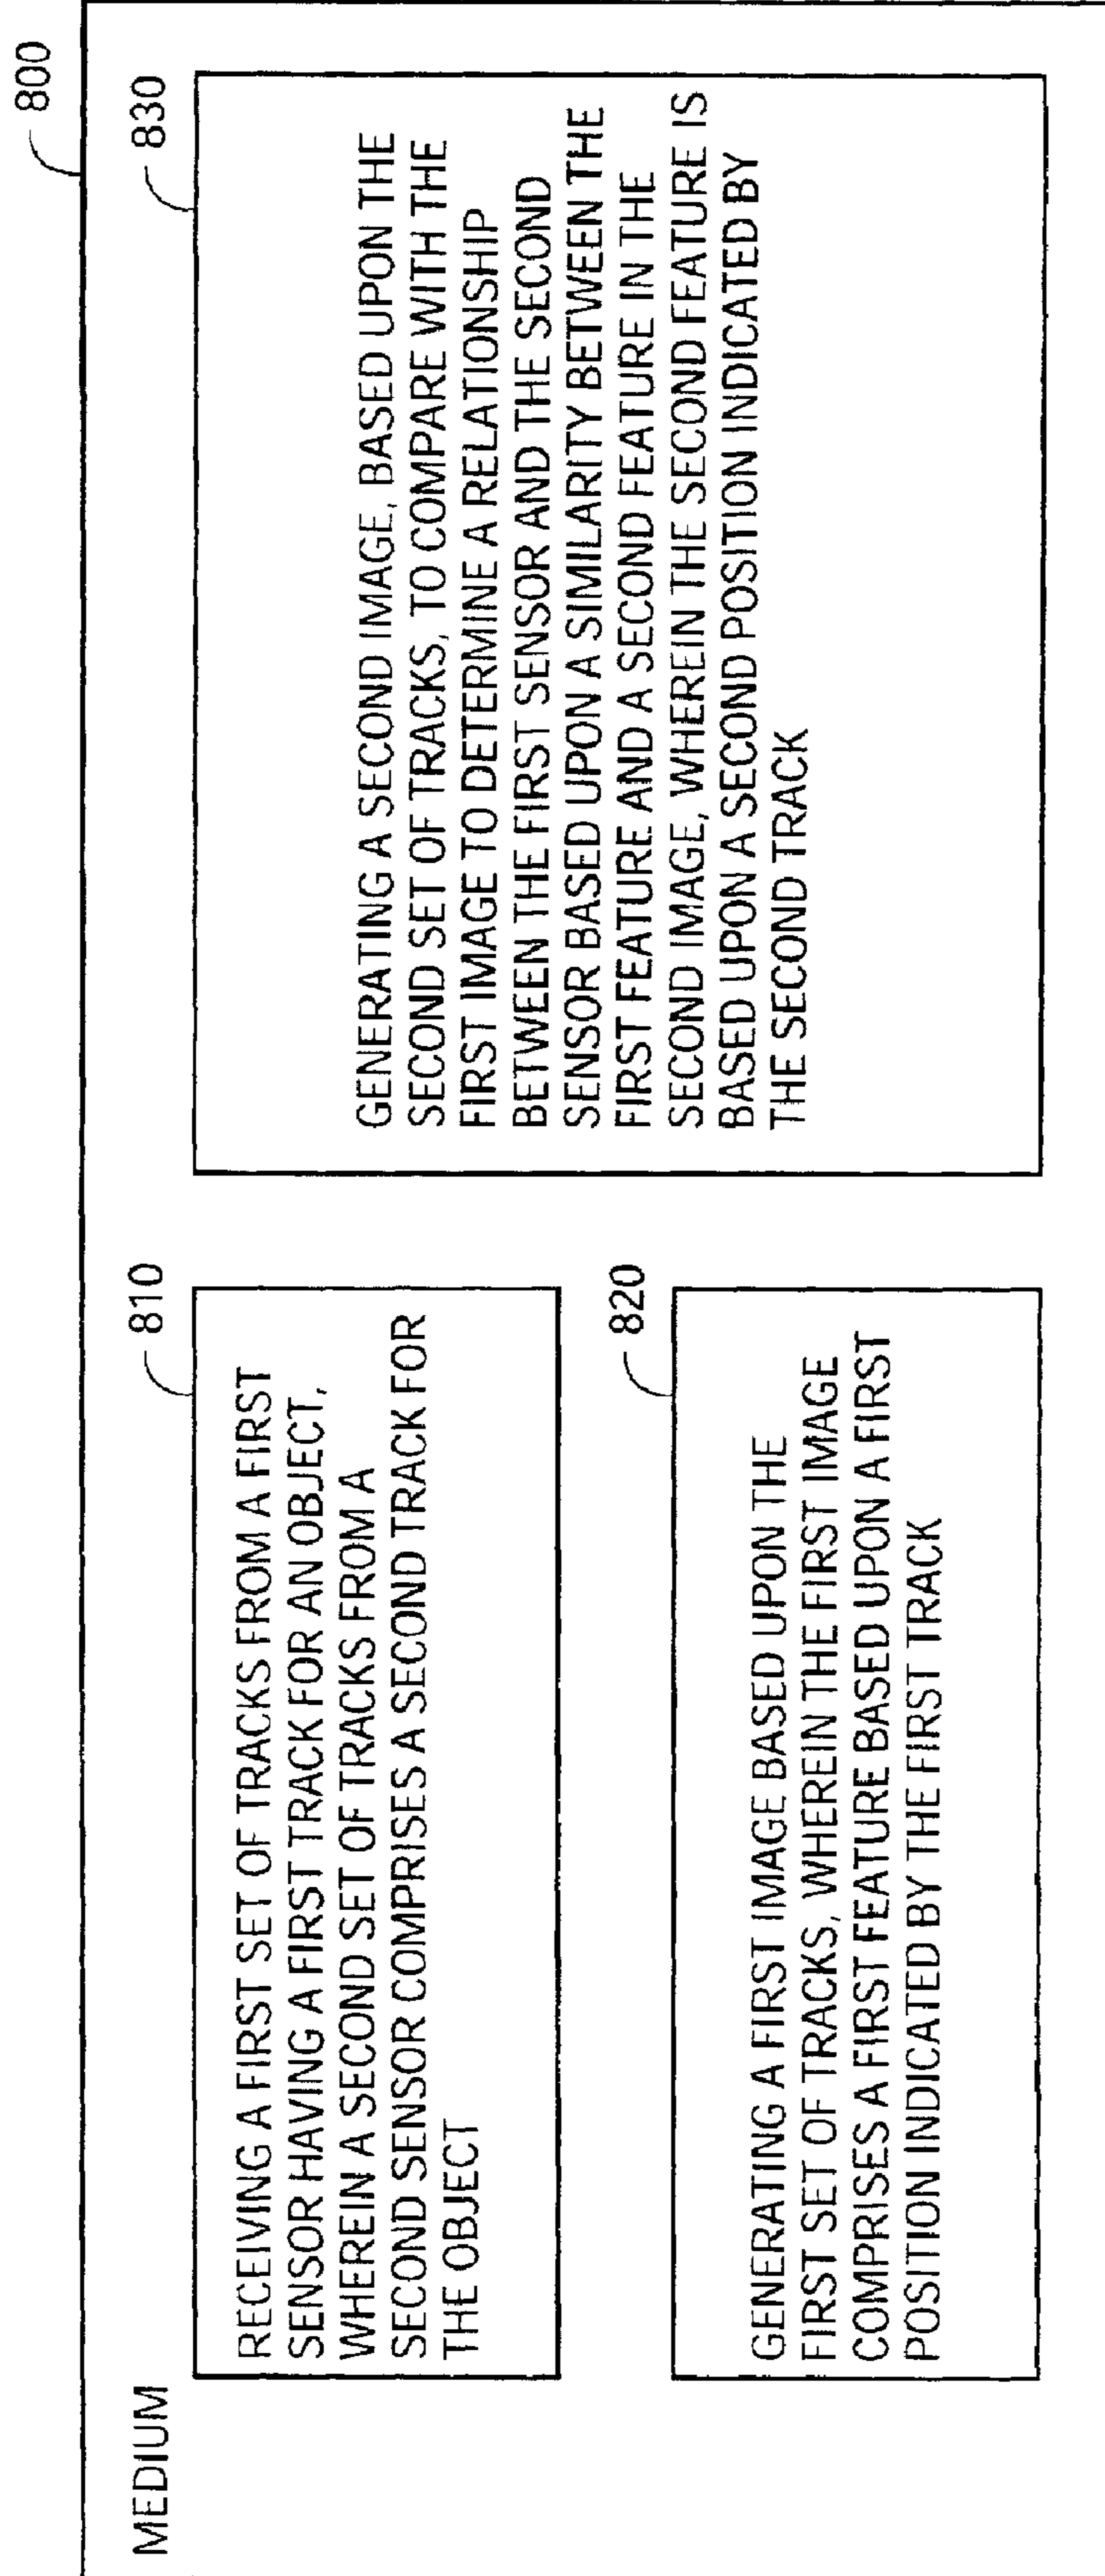 800
MEDIUM
810
RECEIVING A FIRST SET OF TRACKS FROM A FIRST
SENSOR HAVING A FIRST TRACK FOR AN OBJECT,
WHEREIN A SECOND SET OF TRACKS FROM A
SECOND SENSOR COMPRISES A SECOND TRACK FOR
THE OBJECT
820
GENERATING A FIRST IMAGE BASED UPON THE
FIRST SET OF TRACKS, WHEREIN THE FIRST IMAGE
COMPRISES A FIRST FEATURE BASED UPON A FIRST
POSITION INDICATED BY THE FIRST TRACK
830
GENERATING A SECOND IMAGE, BASED UPON THE
SECOND SET OF TRACKS, TO COMPARE WITH THE
FIRST IMAGE TO DETERMINE A RELATIONSHIP
BETWEEN THE FIRST SENSOR AND THE SECOND
SENSOR BASED UPON A SIMILARITY BETWEEN THE
FIRST FEATURE AND A SECOND FEATURE IN THE
SECOND IMAGE, WHEREIN THE SECOND FEATURE IS
BASED UPON A SECOND POSITION INDICATED BY
THE SECOND TRACK